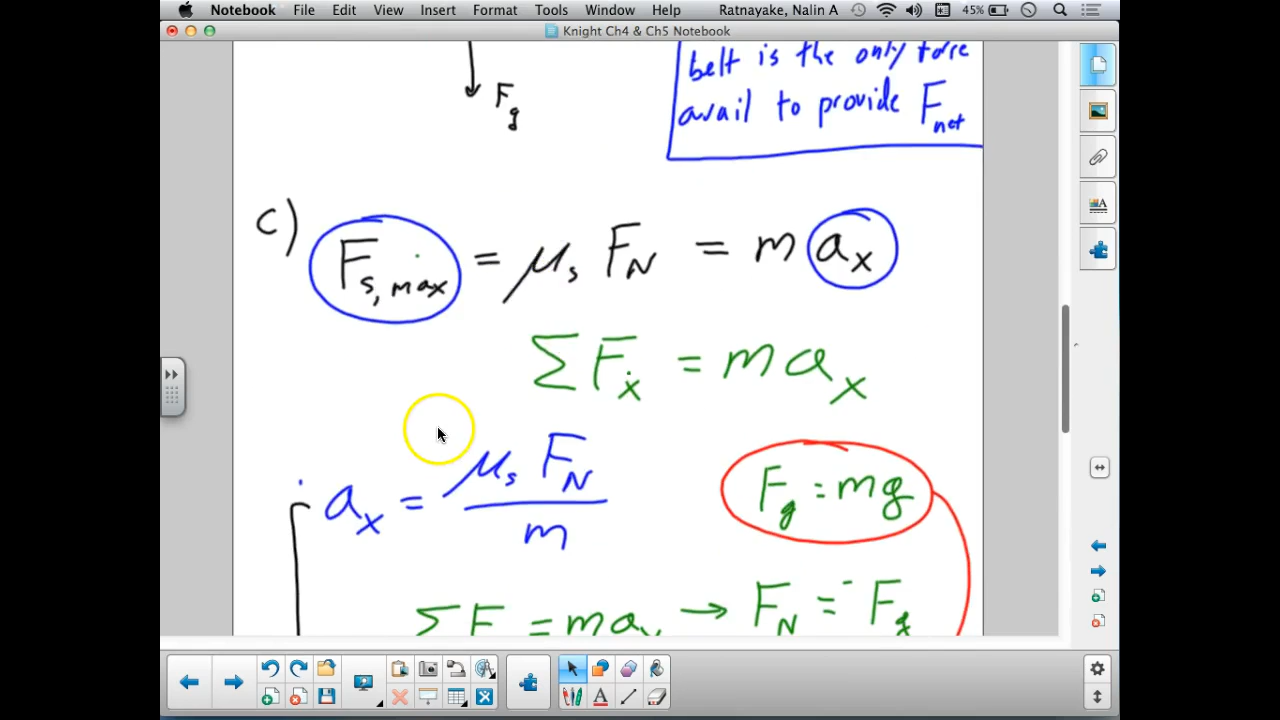 Notebook File Edit View Insert Format Tools Window Help Ratnayake, Nalin A 45%
Knight Ch4 & Ch5 Notebook
belt is the only force
avail to provide F_net
F_g
c) F_s,max = μ_s F_N = m a_x
Σ F_x = m a_x
a_x = μ_s F_N / m
F_g = mg
Σ F = ma → F_N = - F_g
A